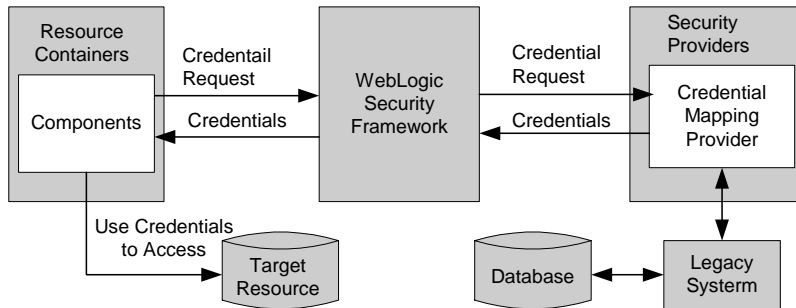 Resource
Containers
Components
Credentail
Request
Credentials
WebLogic
Security
Framework
Credential
Request
Credentials
Security
Providers
Credential
Mapping
Provider
Use Credentials
to Access
Target
Resource
Database
Legacy
Systerm